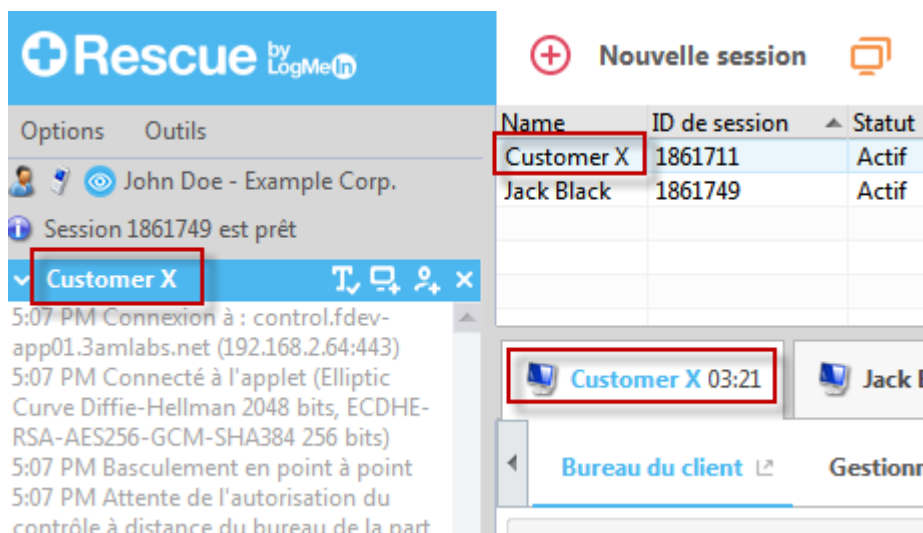 Rescue by LogMeIn
Nouvelle session
Options Outils
John Doe - Example Corp.
Session 1861749 est prêt
Customer X
5:07 PM Connexion à : control.fdev-
app01.3amlabs.net (192.168.2.64:443)
5:07 PM Connecté à l'applet (Elliptic
Curve Diffie-Hellman 2048 bits, ECDHE-
RSA-AES256-GCM-SHA384 256 bits)
5:07 PM Basculement en point à point
5:07 PM Attente de l'autorisation du
contrôle à distance du bureau de la part
Name ID de session Statut
Customer X 1861711 Actif
Jack Black 1861749 Actif
Customer X 03:21 Jack
Bureau du client